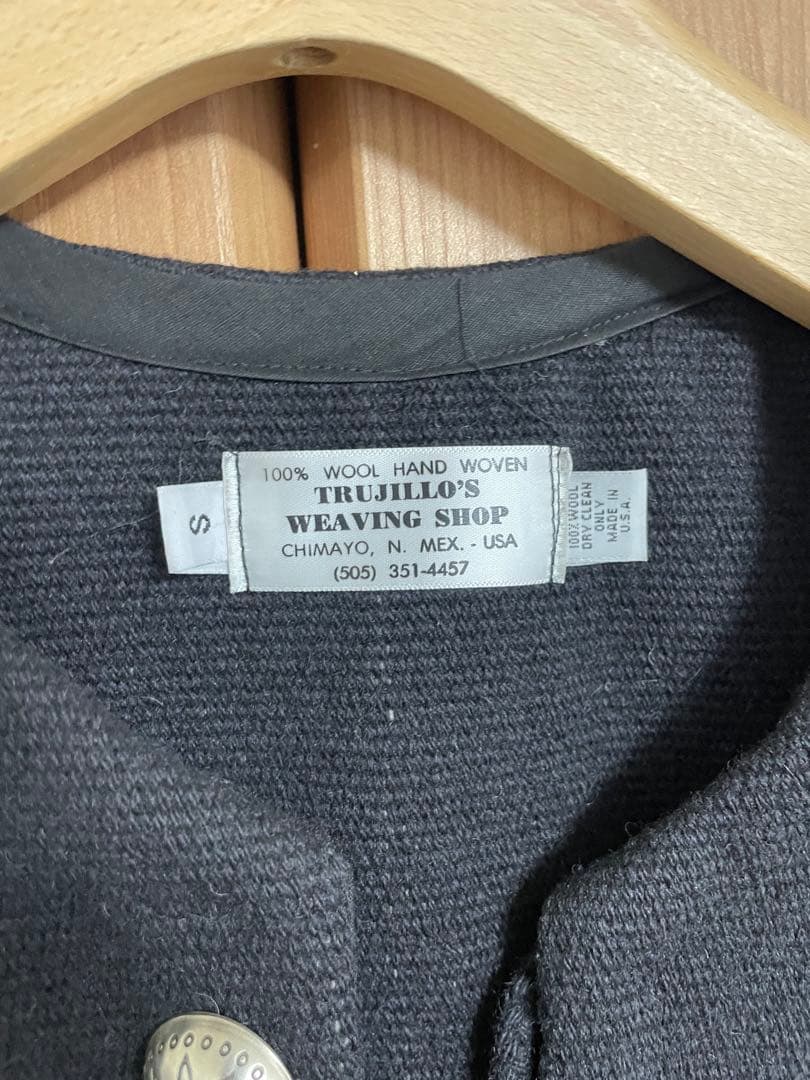 S
100% WOOL HAND WOVEN
TRUJILLO'S
WEAVING SHOP
CHIMAYO, N. MEX. - USA
(505) 351-4457
100% WOOL
DRY CLEAN
ONLY
MADE IN
U.S.A.